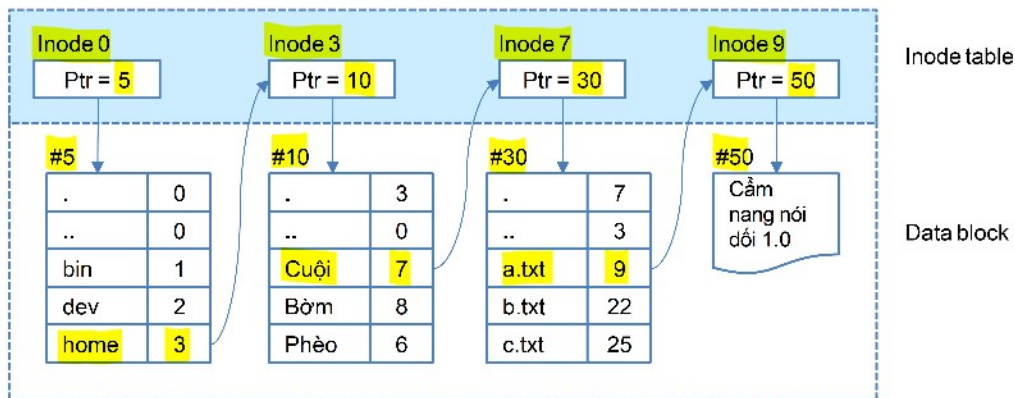 Inode 0
Inode 3
Inode 7
Inode 9
Inode table
Ptr = 5
Ptr = 10
Ptr = 30
Ptr = 50
#5
. 0
.. 0
bin 1
dev 2
home 3
#10
. 3
.. 0
Cuội 7
Bờm 8
Phèo 6
#30
. 7
.. 3
a.txt 9
b.txt 22
c.txt 25
#50
Cẩm
nang nói
dối 1.0
Data block